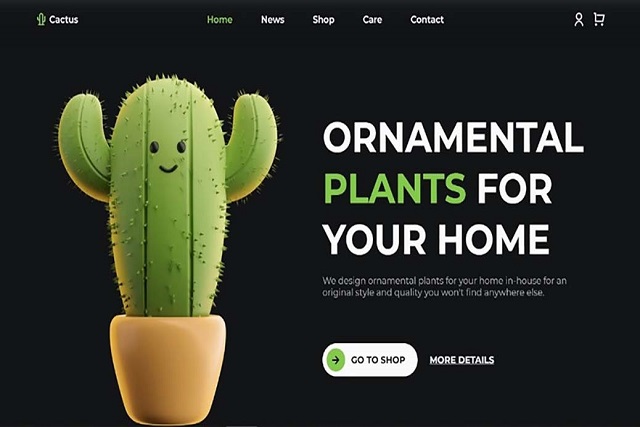 Cactus
Home
News
Shop
Care
Contact
ORNAMENTAL
PLANTS FOR
YOUR HOME
We design ornamental plants for your home in-house for an
original style and quality you won't find anywhere else.
GO TO SHOP
MORE DETAILS